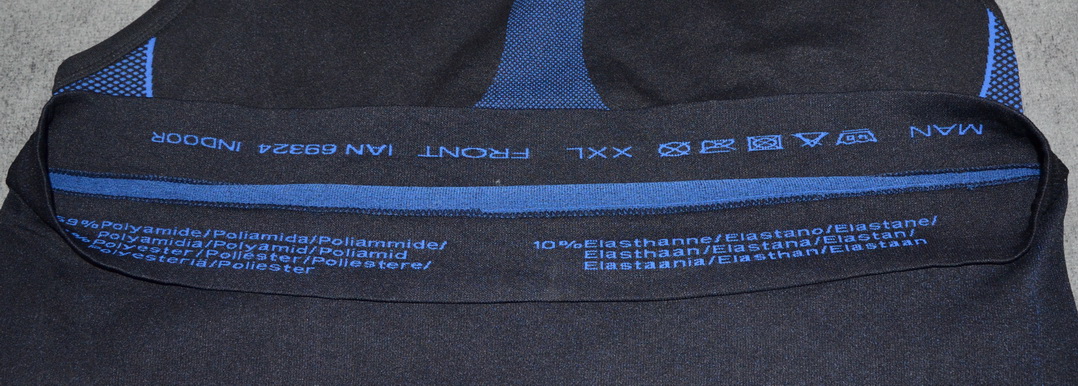 MAN XXL FRONT IAN 69324 INDOOR
%Polyamide/Poliamida/Poliammide/
Polyamidia/Polyamid/Poliamid
Polyester/Poliéster/Poliestere/
Polyesteria/Poliester
10%Elasthanne/Elastano/Elastane/
Elasthaan/Elastana/Elastan/
Elastaania/Elasthan/Elastaan